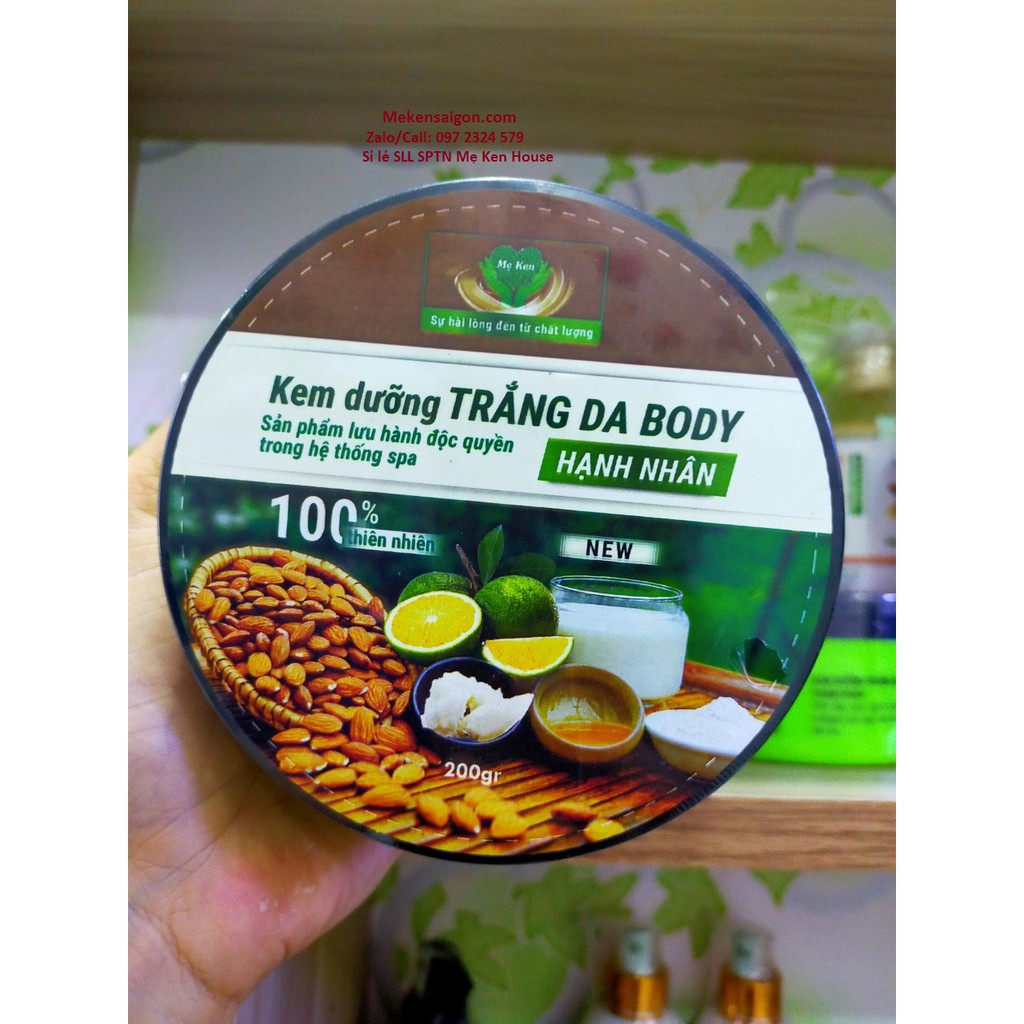 Mekensaigon.com
Zalo/Call: 097 2324 579
Sỉ lẻ SLL SPTN Mẹ Ken House
Mẹ Ken
Sự hài lòng đến từ chất lượng
Kem dưỡng TRẮNG DA BODY
Sản phẩm lưu hành độc quyền
trong hệ thống spa
HẠNH NHÂN
100%
thiên nhiên
NEW
200gr